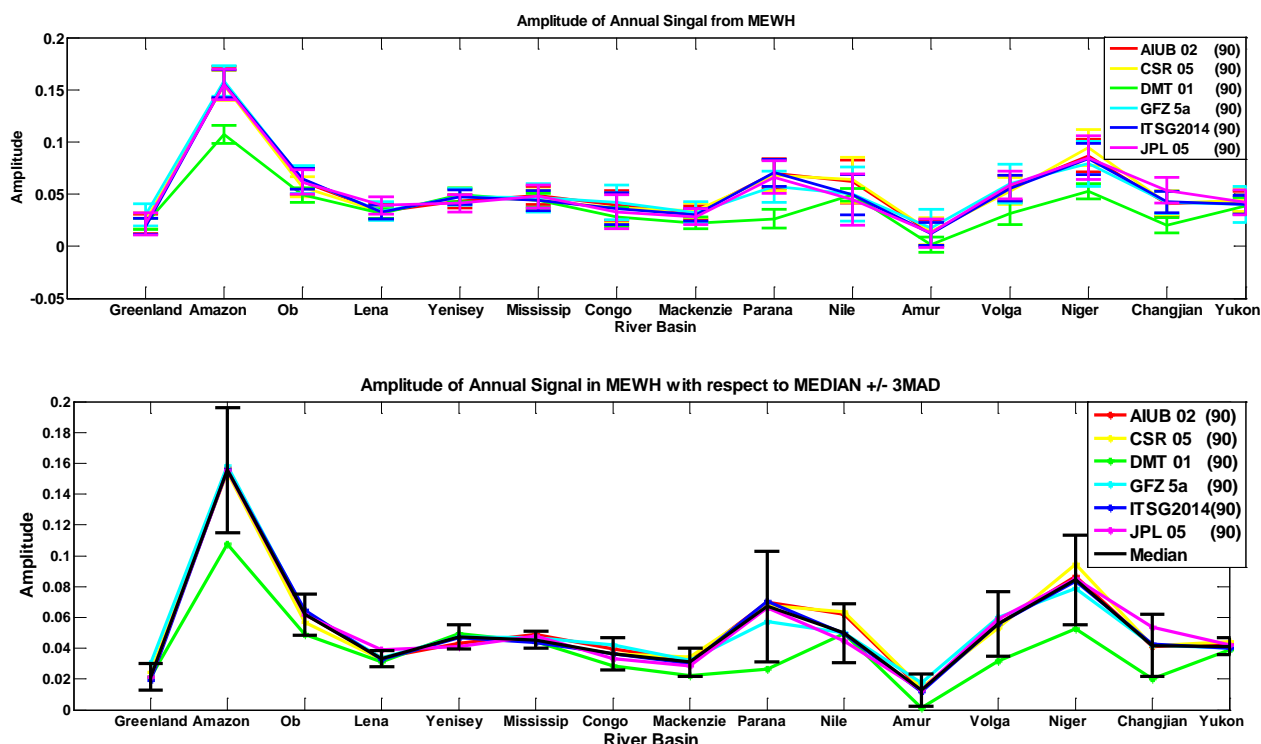 Amplitude of Annual Singal from MEWH
0.2
0.15
0.1
0.05
0
-0.05
Amplitude
AIUB 02 (90)
CSR 05 (90)
DMT 01 (90)
GFZ 5a (90)
ITSG2014 (90)
JPL 05 (90)
Greenland Amazon Ob Lena Yenisey Mississip Congo Mackenzie Parana Nile Amur Volga Niger Changjian Yukon
River Basin
Amplitude of Annual Signal in MEWH with respect to MEDIAN +/- 3MAD
0.2
0.18
0.16
0.14
0.12
0.1
0.08
0.06
0.04
0.02
0
Amplitude
AIUB 02 (90)
CSR 05 (90)
DMT 01 (90)
GFZ 5a (90)
ITSG2014(90)
JPL 05 (90)
Median
Greenland Amazon Ob Lena Yenisey Mississip Congo Mackenzie Parana Nile Amur Volga Niger Changjian Yukon
River Basin